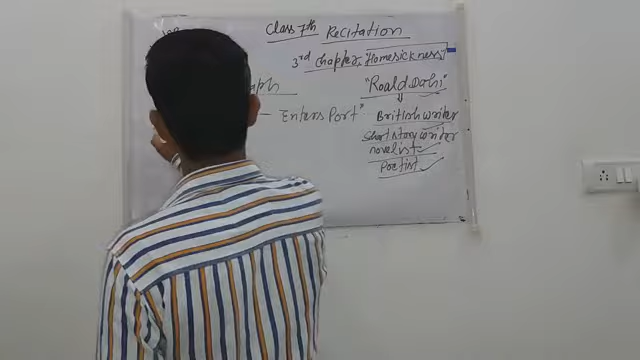 Class 7th Recitation
3rd Chapter, "Homesickness"
"Roald Dahl"
— Enters Port"
British writer
Short story writer
novelist
Poetist